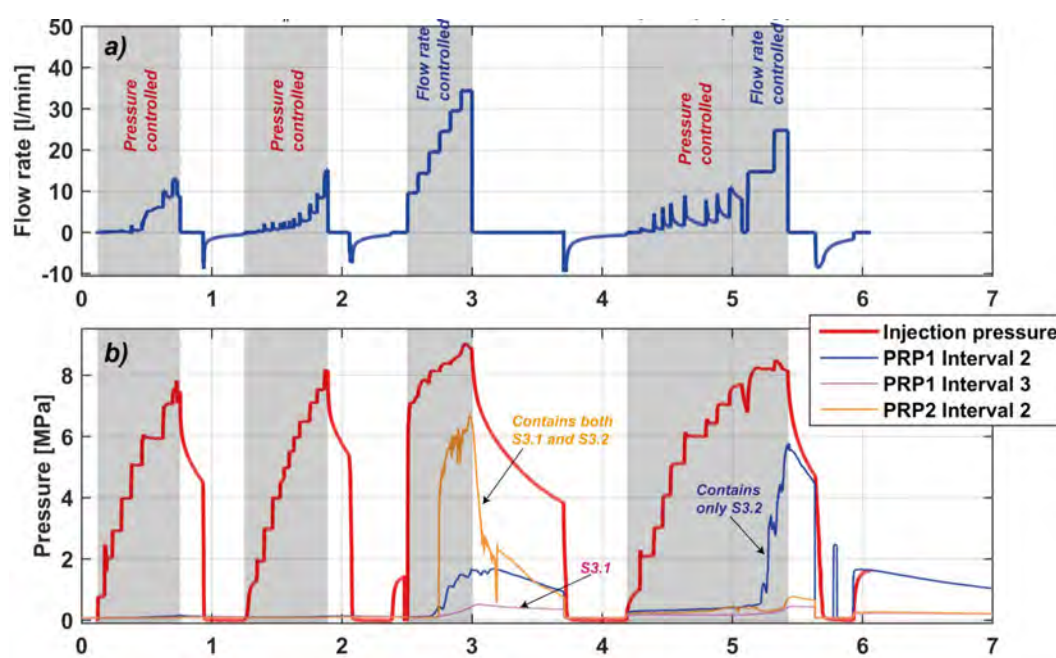 a)
Flow rate [l/min]
50
40
30
20
10
0
-10
Pressure
controlled
Pressure
controlled
Flow rate
controlled
Pressure
controlled
Flow rate
controlled
0 1 2 3 4 5 6 7
b)
Pressure [MPa]
8
6
4
2
0
Injection pressure
PRP1 Interval 2
PRP1 Interval 3
PRP2 Interval 2
Contains both
S3.1 and S3.2
Contains
only S3.2
S3.1
0 1 2 3 4 5 6 7